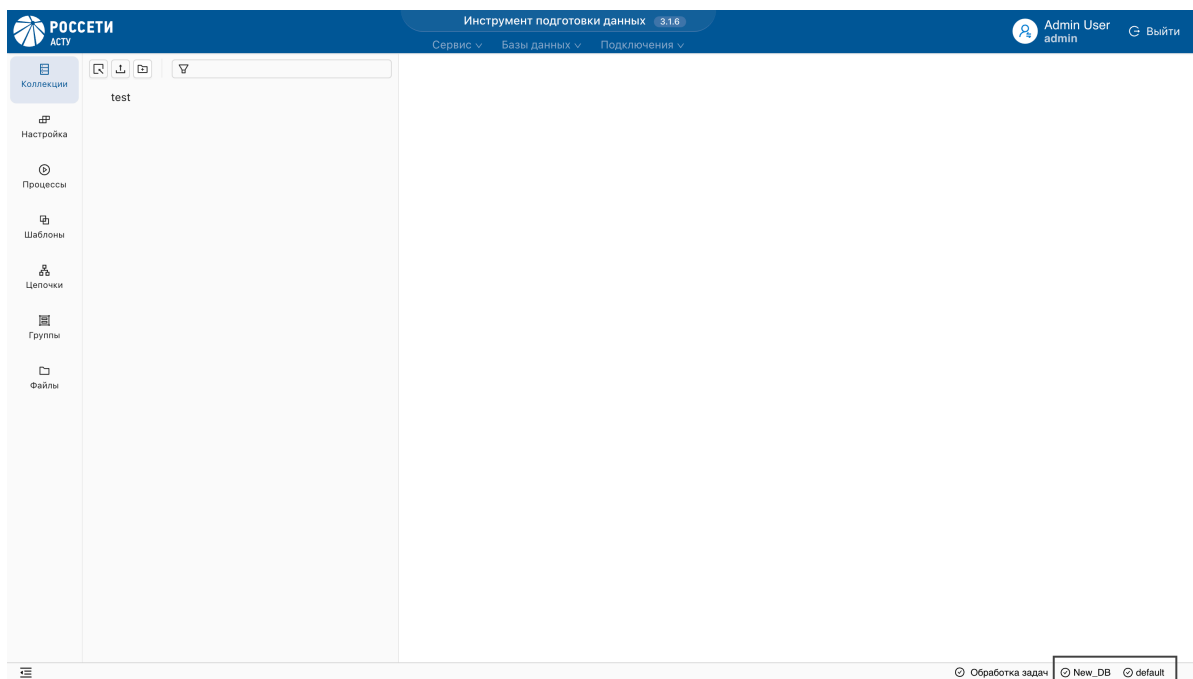 РОССЕТИ
АСТУ
Инструмент подготовки данных 3.1.6
Сервис Базы данных Подключения
Admin User
admin
Выйти
Коллекции
Настройка
Процессы
Шаблоны
Цепочки
Группы
Файлы
test
Обработка задач New_DB default